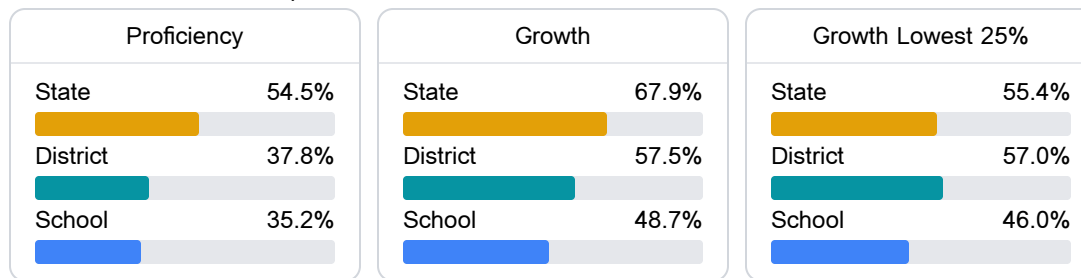 Proficiency
State 54.5%
District 37.8%
School 35.2%
Growth
State 67.9%
District 57.5%
School 48.7%
Growth Lowest 25%
State 55.4%
District 57.0%
School 46.0%